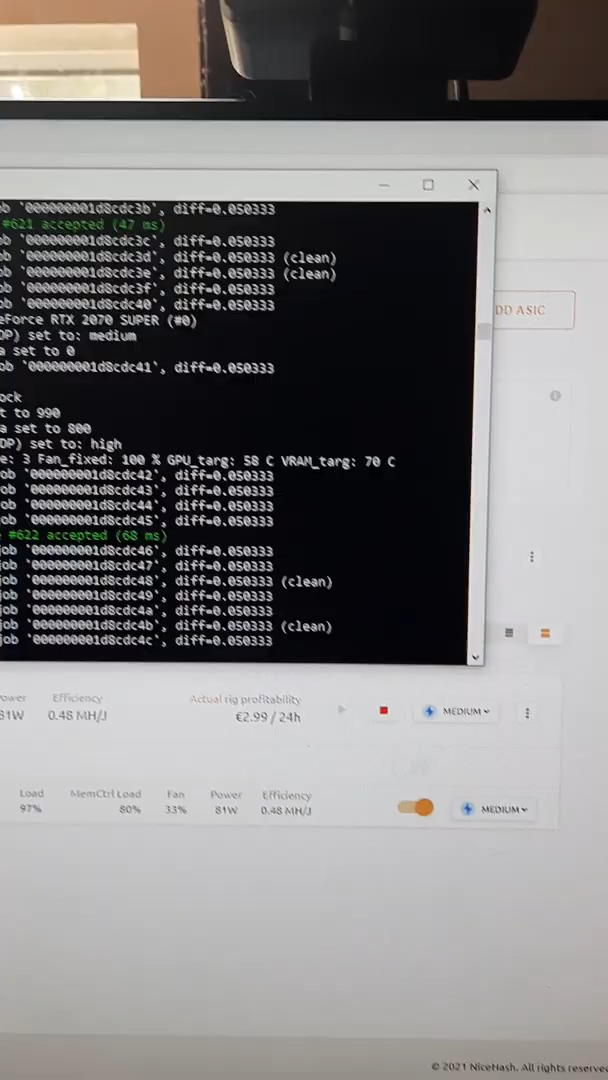 ob '000000001d8cdc3b', diff=0.050333
#621 accepted (47 ms)
ob '000000001d8cdc3c', diff=0.050333
ob '000000001d8cdc3d', diff=0.050333 (clean)
ob '000000001d8cdc3e', diff=0.050333 (clean)
ob '000000001d8cdc3f', diff=0.050333
ob '000000001d8cdc40', diff=0.050333
eForce RTX 2070 SUPER (#0)
DP) set to: medium
a set to 0
ob '000000001d8cdc41', diff=0.050333
DD ASIC
ock
t to 990
a set to 800
DP) set to: high
e: 3 Fan_fixed: 100 % GPU_targ: 58 C VRAM_targ: 70 C
job '000000001d8cdc42', diff=0.050333
job '000000001d8cdc43', diff=0.050333
job '000000001d8cdc44', diff=0.050333
job '000000001d8cdc45', diff=0.050333
#622 accepted (68 ms)
job '000000001d8cdc46', diff=0.050333
job '000000001d8cdc47', diff=0.050333
job '000000001d8cdc48', diff=0.050333 (clean)
job '000000001d8cdc49', diff=0.050333
job '000000001d8cdc4a', diff=0.050333
job '000000001d8cdc4b', diff=0.050333 (clean)
job '000000001d8cdc4c', diff=0.050333
ower Efficiency Actual rig profitability
81W 0.48 MH/J €2.99 / 24h MEDIUM
Load MemCtrl Load Fan Power Efficiency
97% 80% 33% 81W 0.48 MH/J MEDIUM
© 2021 NiceHash. All rights reserve